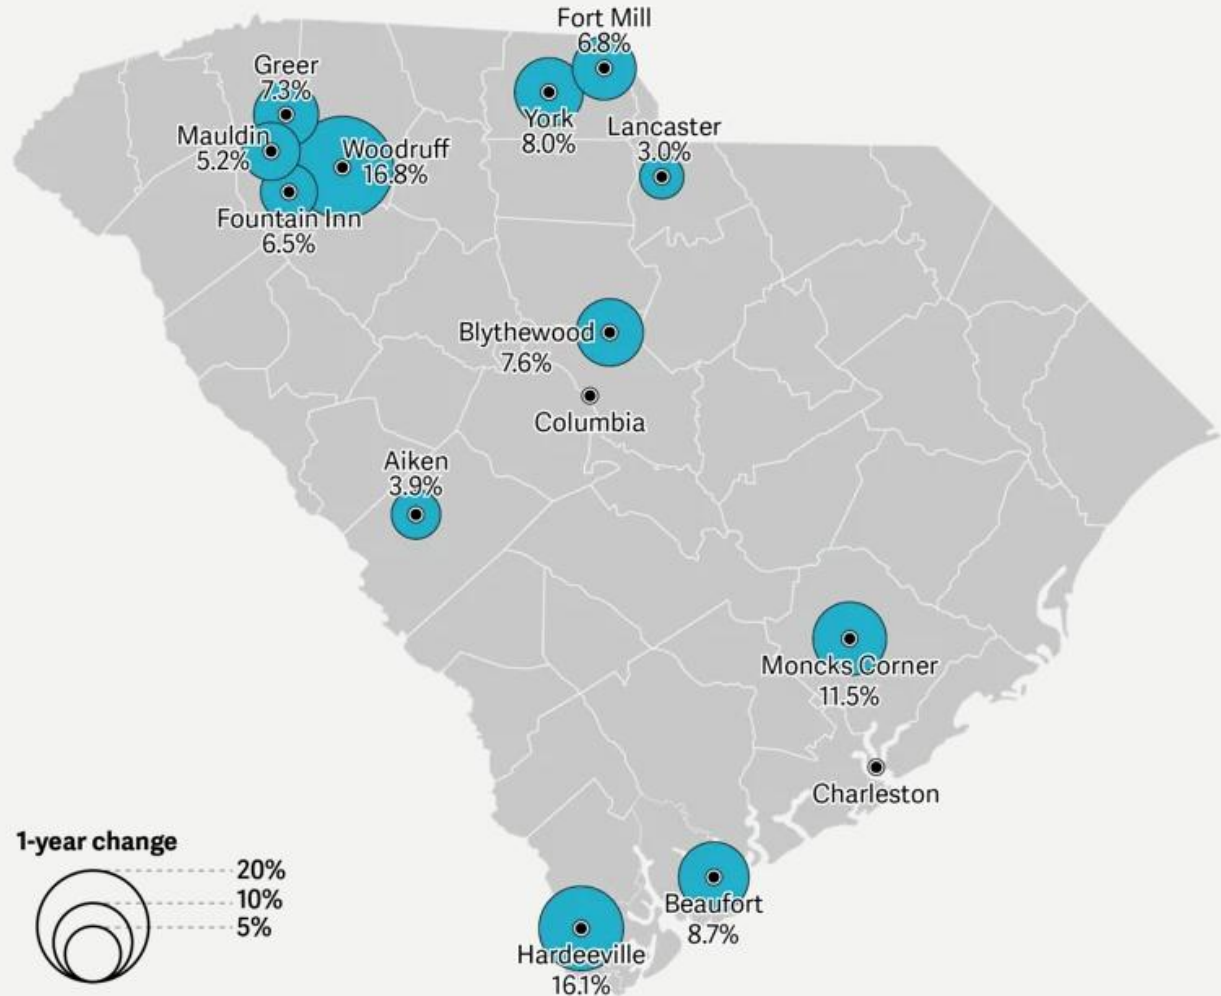 Fort Mill
6.8%
Greer
7.3%
York
8.0%
Lancaster
3.0%
Mauldin
5.2%
Woodruff
16.8%
Fountain Inn
6.5%
Blythewood
7.6%
Columbia
Aiken
3.9%
Moncks Corner
11.5%
Charleston
1-year change
20%
10%
5%
Beaufort
8.7%
Hardeeville
16.1%